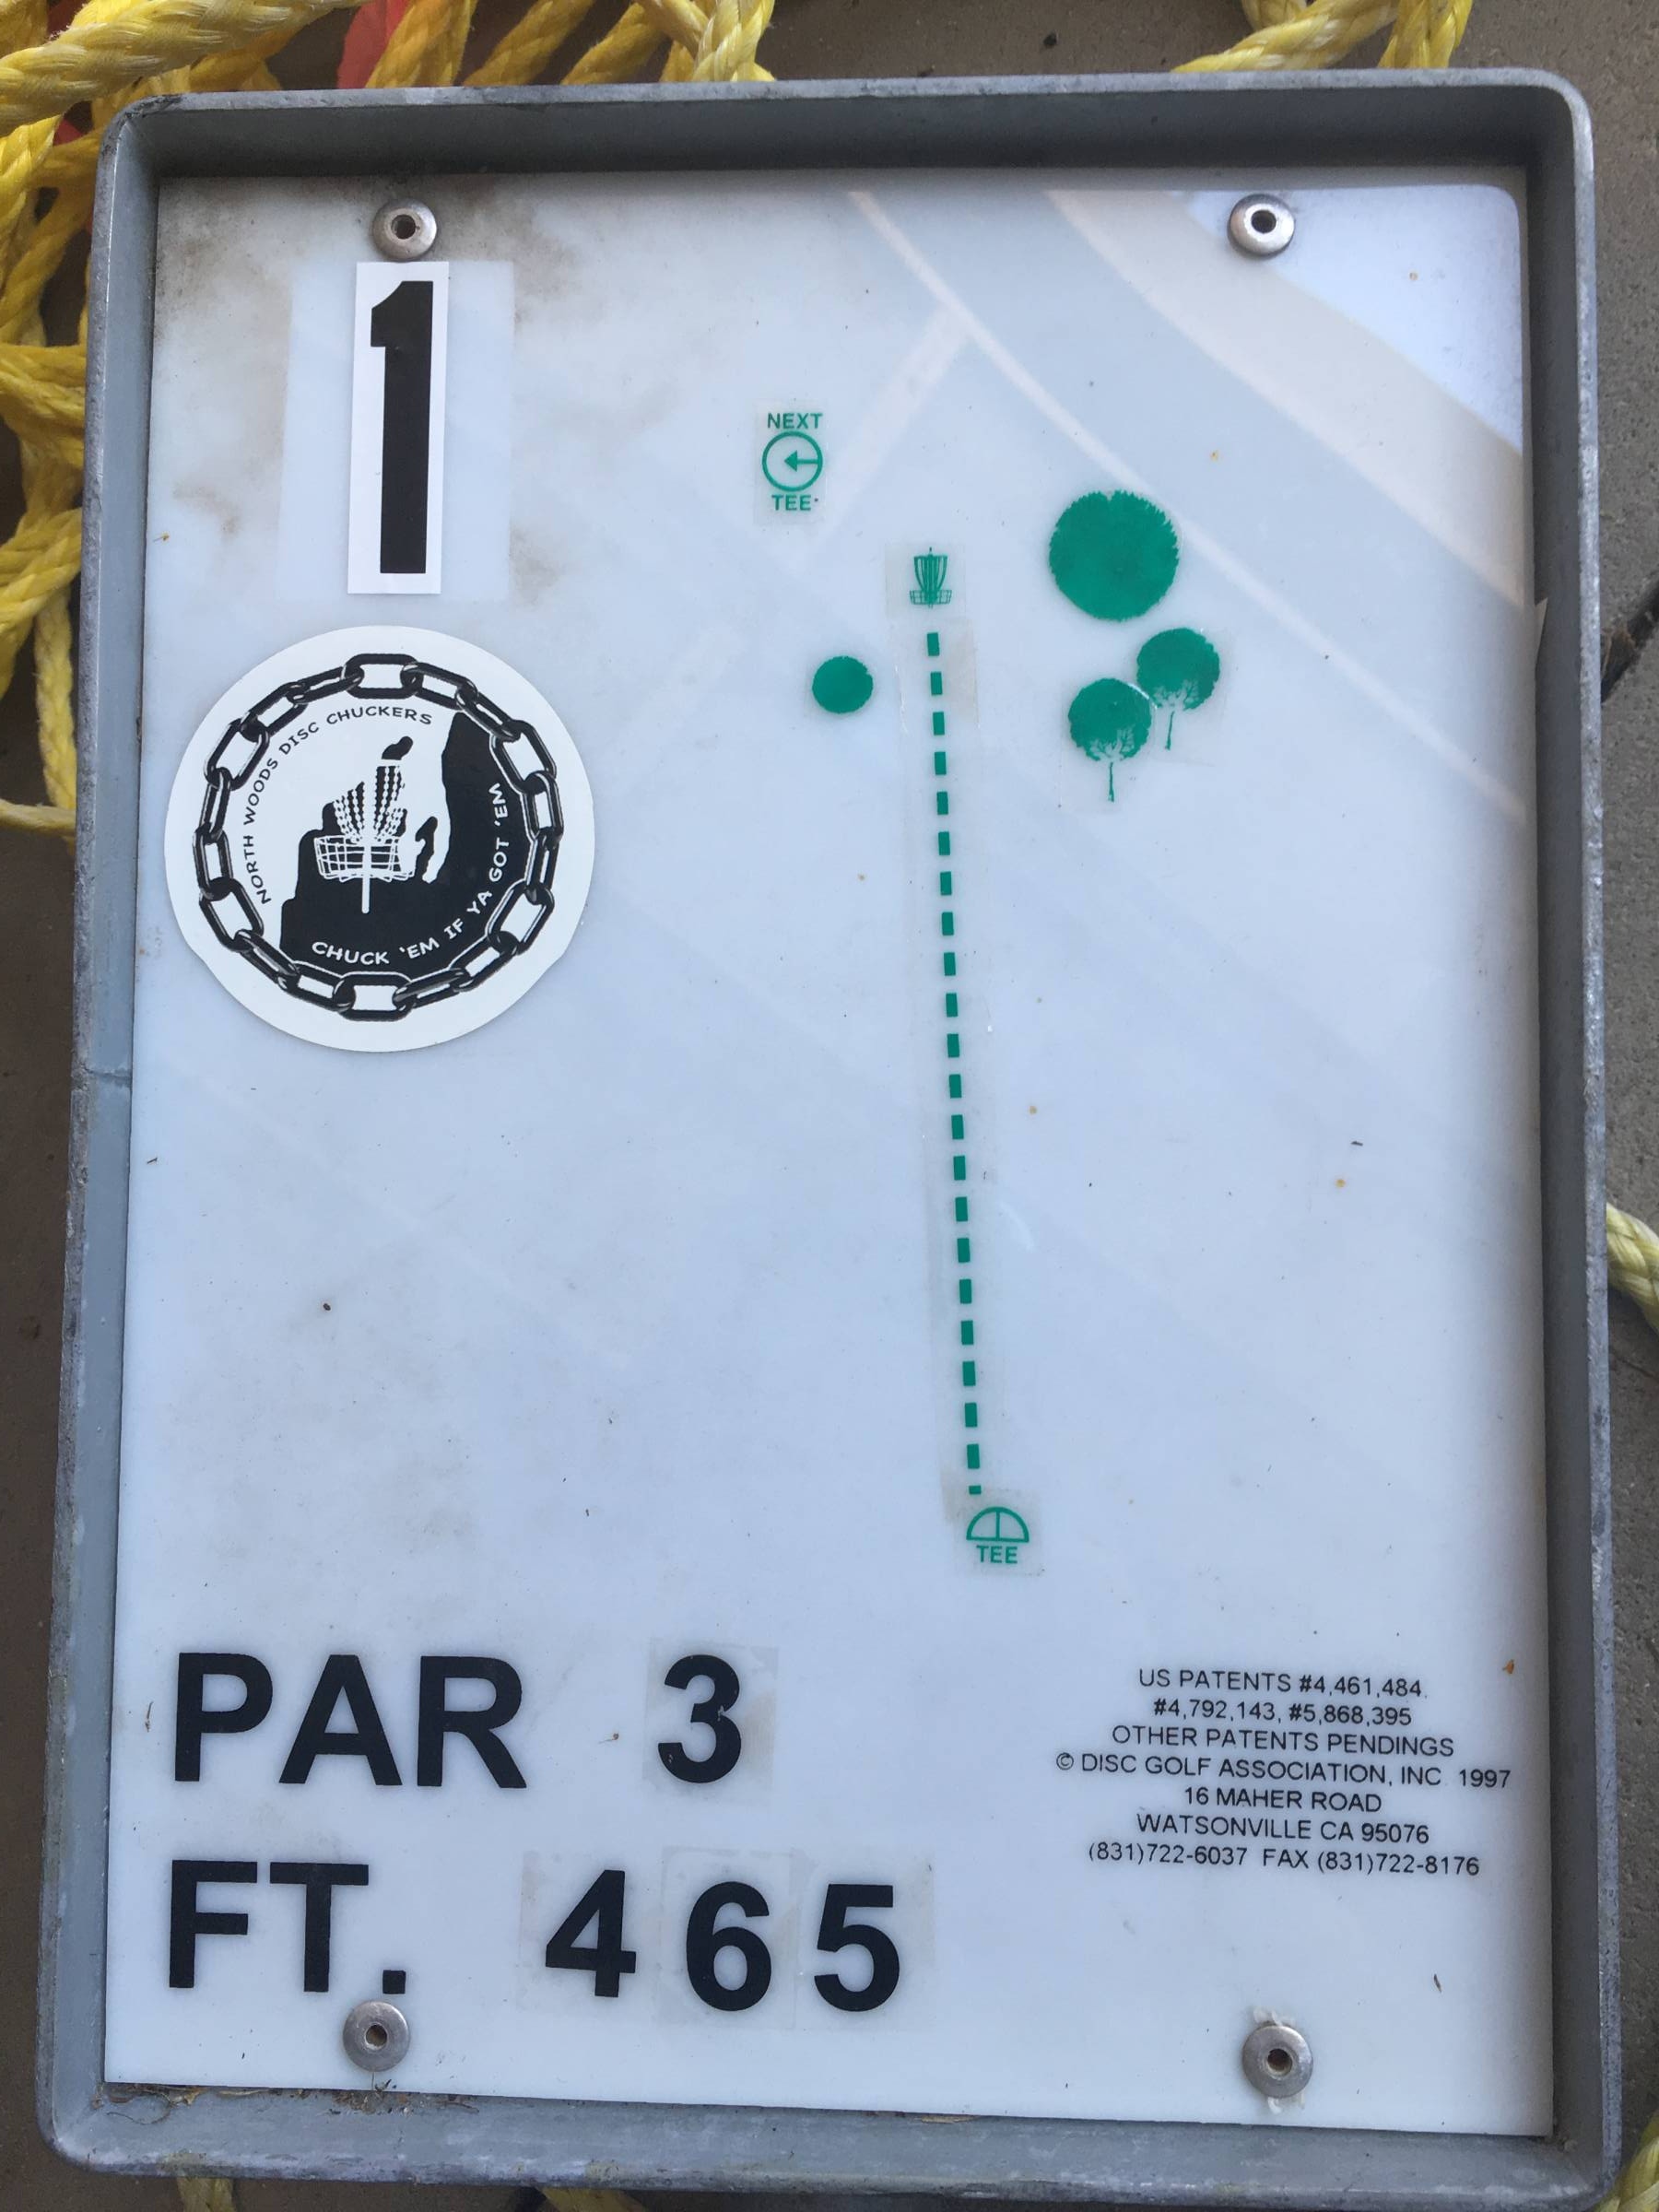 1
NEXT
TEE
NORTH WOODS DISC CHUCKERS
CHUCK 'EM IF YA GOT 'EM
TEE
PAR 3
FT. 465
US PATENTS #4,461,484.
#4,792,143, #5,868,395
OTHER PATENTS PENDINGS
© DISC GOLF ASSOCIATION, INC 1997
16 MAHER ROAD
WATSONVILLE CA 95076
(831)722-6037 FAX (831)722-8176